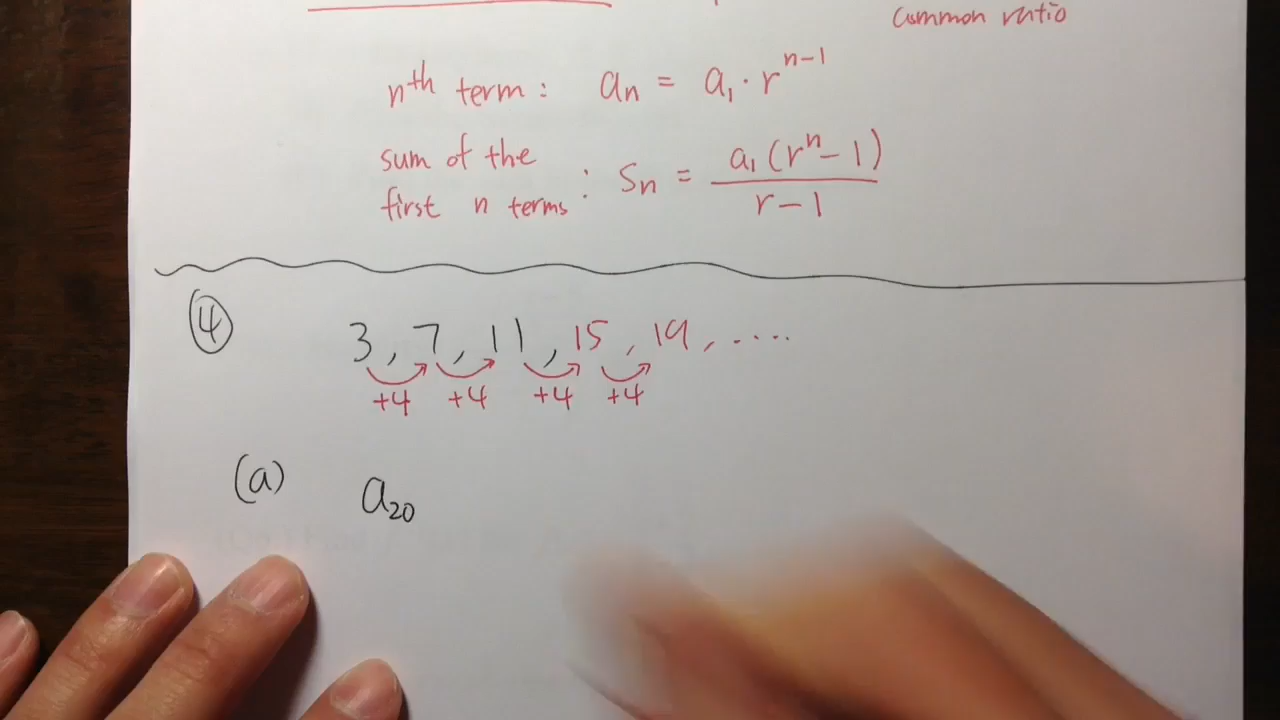 common ratio
nth term : an = a1 · r^n-1
sum of the
first n terms : Sn = a1 (r^n - 1) / r - 1
④ 3 , 7 , 11 , 15 , 19 , ....
+4 +4 +4 +4
(a) a20